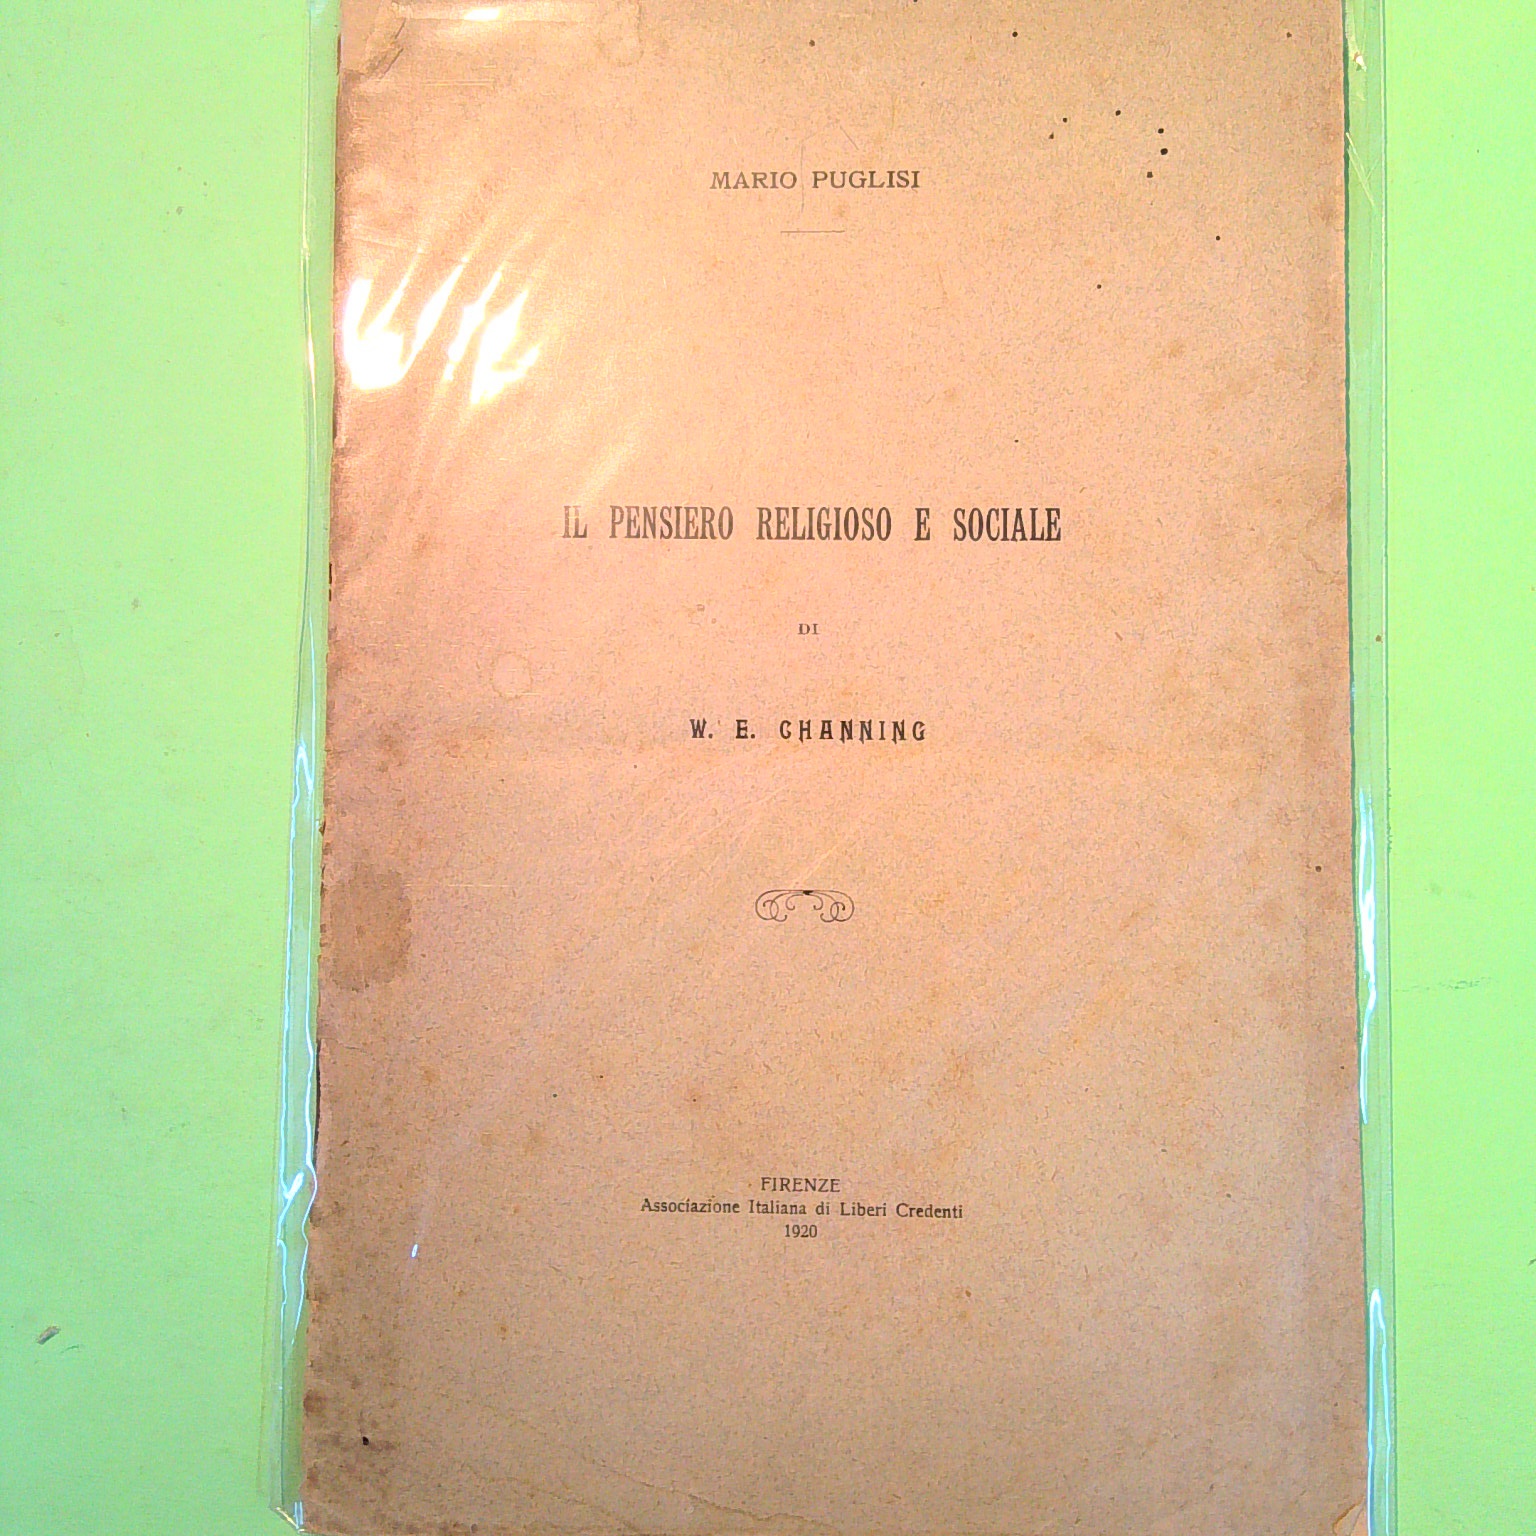 MARIO PUGLISI
IL PENSIERO RELIGIOSO E SOCIALE
DI
W. E. CHANNING
FIRENZE
Associazione Italiana di Liberi Credenti
1920